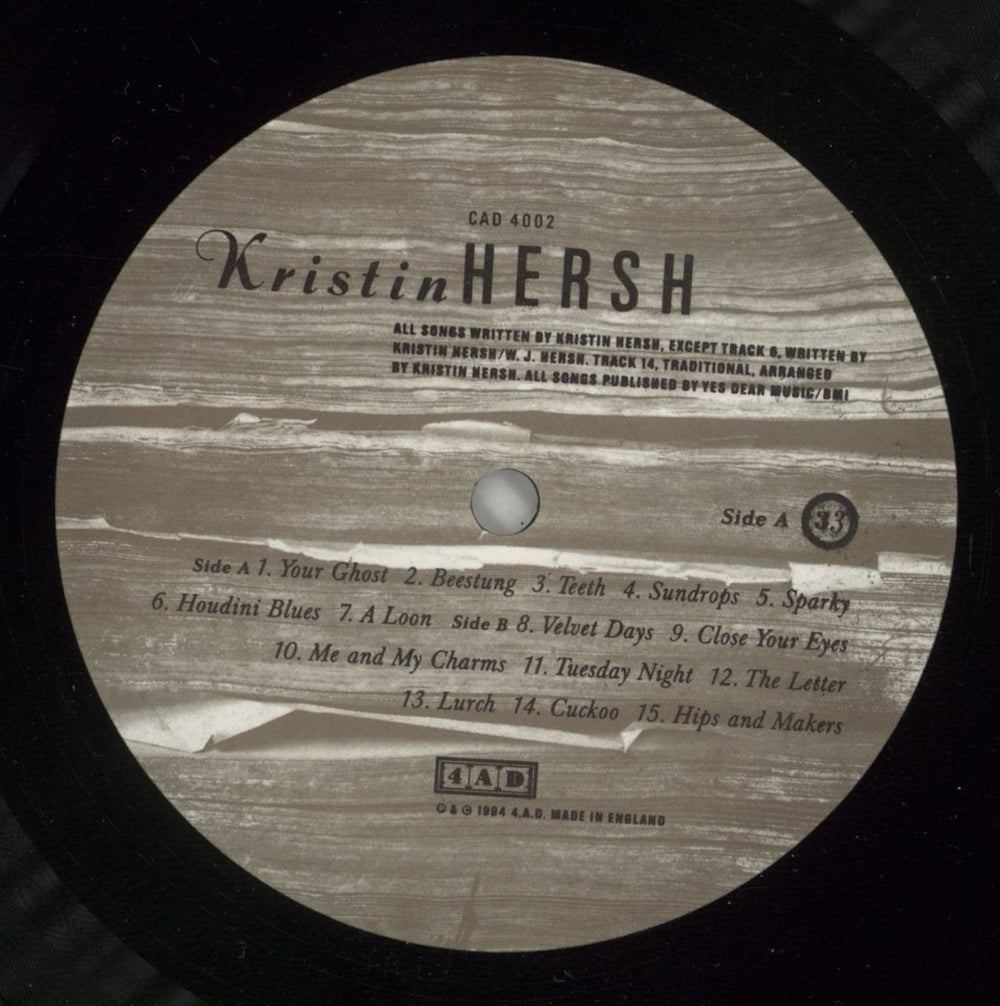 CAD 4002
Kristin HERSH
ALL SONGS WRITTEN BY KRISTIN HERSH, EXCEPT TRACK 6, WRITTEN BY
KRISTIN HERSH/W. J. HERSH. TRACK 14, TRADITIONAL, ARRANGED
BY KRISTIN HERSH. ALL SONGS PUBLISHED BY YES DEAR MUSIC/BMI
Side A 33
Side A 1. Your Ghost 2. Beestung 3. Teeth 4. Sundrops 5. Sparky
6. Houdini Blues 7. A Loon Side B 8. Velvet Days 9. Close Your Eyes
10. Me and My Charms 11. Tuesday Night 12. The Letter
13. Lurch 14. Cuckoo 15. Hips and Makers
4AD
℗ & © 1994 4.A.D. MADE IN ENGLAND